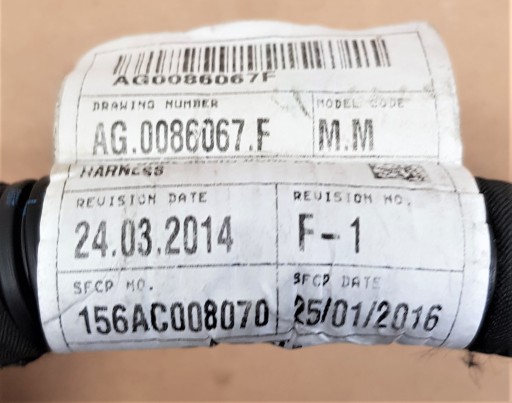 AG0086067F
DRAWING NUMBER MODEL CODE
AG.0086067.F M.M
HARNESS
REVISION DATE REVISION NO.
24.03.2014 F-1
SFCP NO. SFCP DATE
156AC008070 25/01/2016